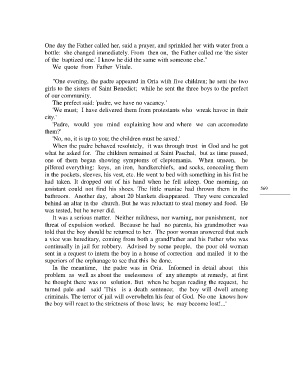 One day the Father called her, said a prayer, and sprinkled her with water from a
bottle: she changed immediately. From then on, the Father called me 'the sister
of the baptized one.' I know he did the same with someone else."
We quote from Father Vitale.
"One evening, the padre appeared in Oria with five children; he sent the two
girls to the sisters of Saint Benedict; while he sent the three boys to the prefect
of our community.
The prefect said: 'padre, we have no vacancy.'
'We must; I have delivered them from protestants who wreak havoc in their
city.'
'Padre, would you mind explaining how and where we can accomodate
them?'
'No, no, it is up to you; the children must be saved.'
When the padre behaved resolutely, it was through trust in God and he got
what he asked for. The children remained at Saint Paschal, but as time passed,
one of them began showing symptoms of cleptomania. When unseen, he
pilfered everything: keys, an iron, handkerchiefs, and socks, concealing them
in the pockets, sleeves, his vest, etc. He went to bed with something in his fist he
had taken. It dropped out of his hand when he fell asleep. One morning, an
assistant could not find his shoes. The little maniac had thrown them in the
bathroom. Another day, about 20 blankets disappeared. They were concealed
behind an altar in the church. But he was reluctant to steal money and food. He
was tested, but he never did.
It was a serious matter. Neither mildness, nor warning, nor punishment, nor
threat of expulsion worked. Because he had no parents, his grandmother was
told that the boy should be returned to her. The poor woman answered that such
a vice was hereditary, coming from both a grandFather and his Father who was
continually in jail for robbery. Advised by some people, the poor old woman
sent in a request to intern the boy in a house of correction and mailed it to the
superiors of the orphanage to see that this be done.
In the meantime, the padre was in Oria. Informed in detail about this
problem as well as about the uselessness of any attempts at remedy, at first
he thought there was no solution. But when he began reading the request, he
turned pale and said 'This is a death sentence; the boy will dwell among
criminals. The terror of jail will overwhelm his fear of God. No one knows how
the boy will react to the strictness of those laws; he may become lost!...'